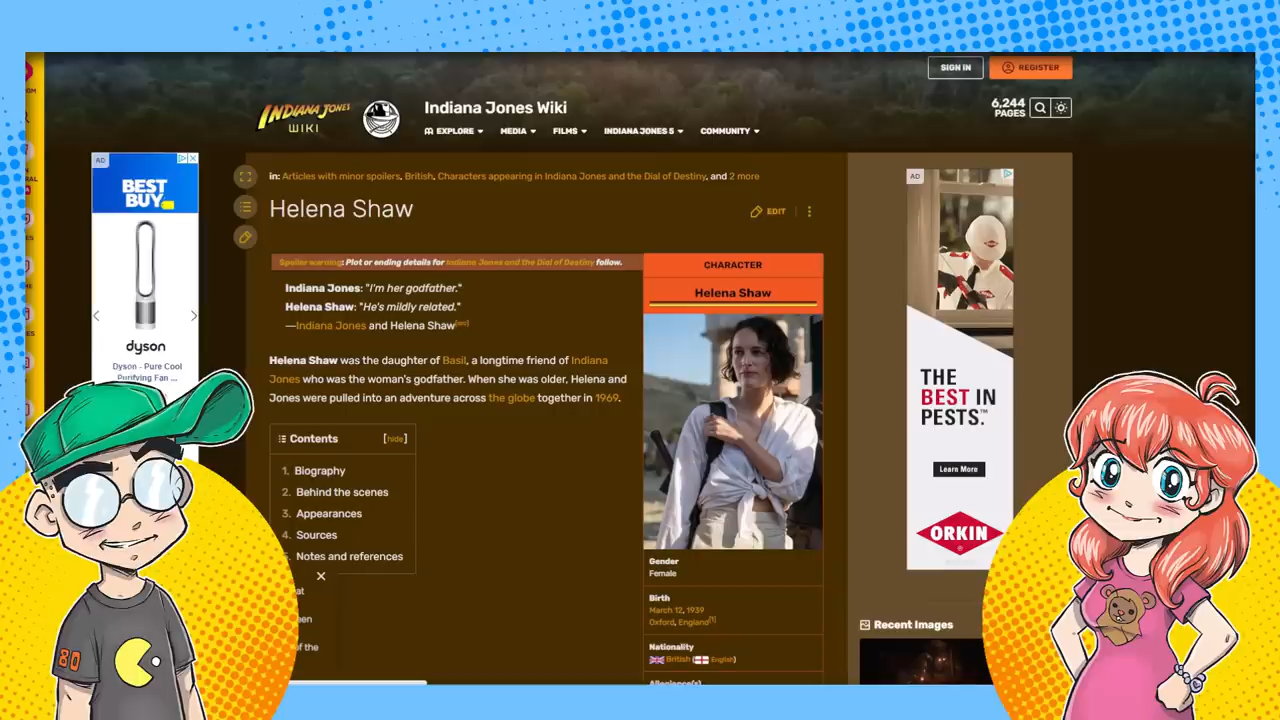 SIGN IN
REGISTER
INDIANA JONES
WIKI
Indiana Jones Wiki
6,244
PAGES
EXPLORE
MEDIA
FILMS
INDIANA JONES 5
COMMUNITY
AD
BEST
BUY
dyson
Dyson - Pure Cool
Purifying Fan ...
in: Articles with minor spoilers, British, Characters appearing in Indiana Jones and the Dial of Destiny, and 2 more
Helena Shaw
EDIT
Spoiler warning: Plot or ending details for Indiana Jones and the Dial of Destiny follow.
Indiana Jones: "I'm her godfather."
Helena Shaw: "He's mildly related."
—Indiana Jones and Helena Shaw[src]
Helena Shaw was the daughter of Basil, a longtime friend of Indiana
Jones who was the woman's godfather. When she was older, Helena and
Jones were pulled into an adventure across the globe together in 1969.
Contents [hide]
1. Biography
2. Behind the scenes
3. Appearances
4. Sources
Notes and references
at
een
of the
CHARACTER
Helena Shaw
Gender
Female
Birth
March 12, 1939
Oxford, England[1]
Nationality
British (English)
Allegiance(s)
AD
THE
BEST IN
PESTS.™
Learn More
ORKIN
Recent Images
80